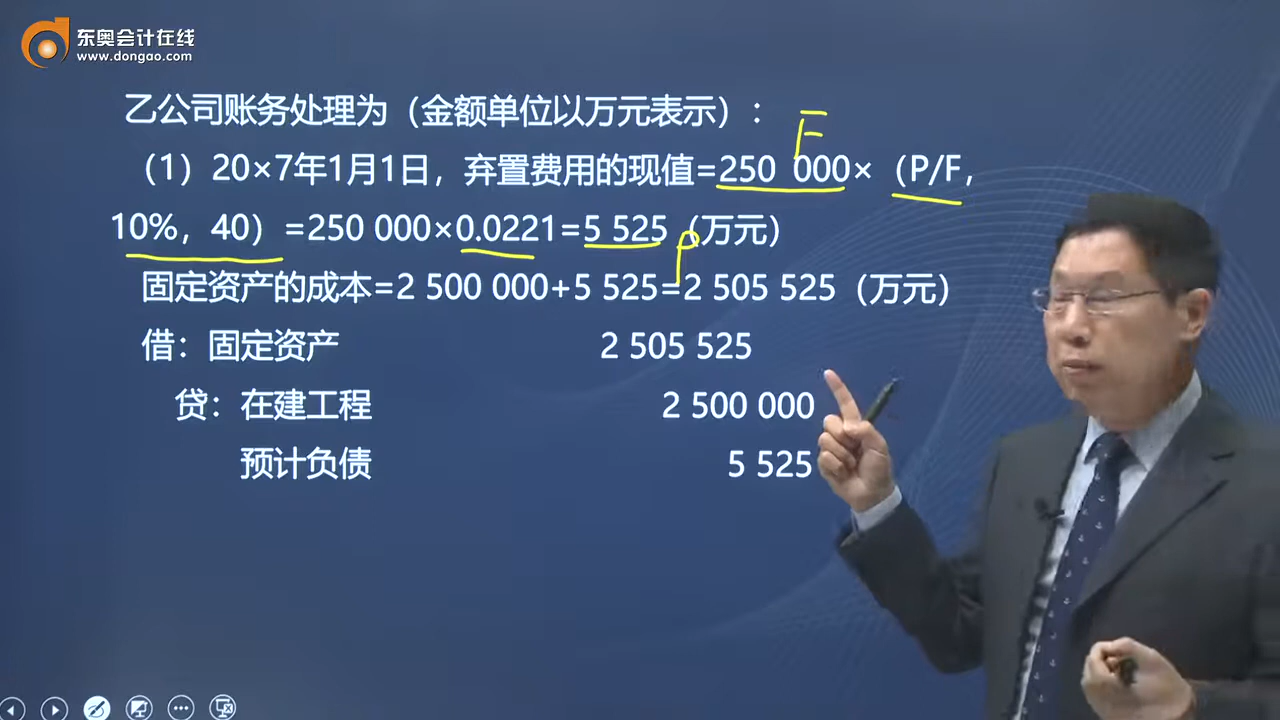 东奥会计在线
www.dongao.com
乙公司账务处理为（金额单位以万元表示）：
F
（1）20×7年1月1日，弃置费用的现值=250 000×（P/F，
10%，40）=250 000×0.0221=5 525（万元）
P
固定资产的成本=2 500 000+5 525=2 505 525（万元）
借：固定资产 2 505 525
贷：在建工程 2 500 000
预计负债 5 525